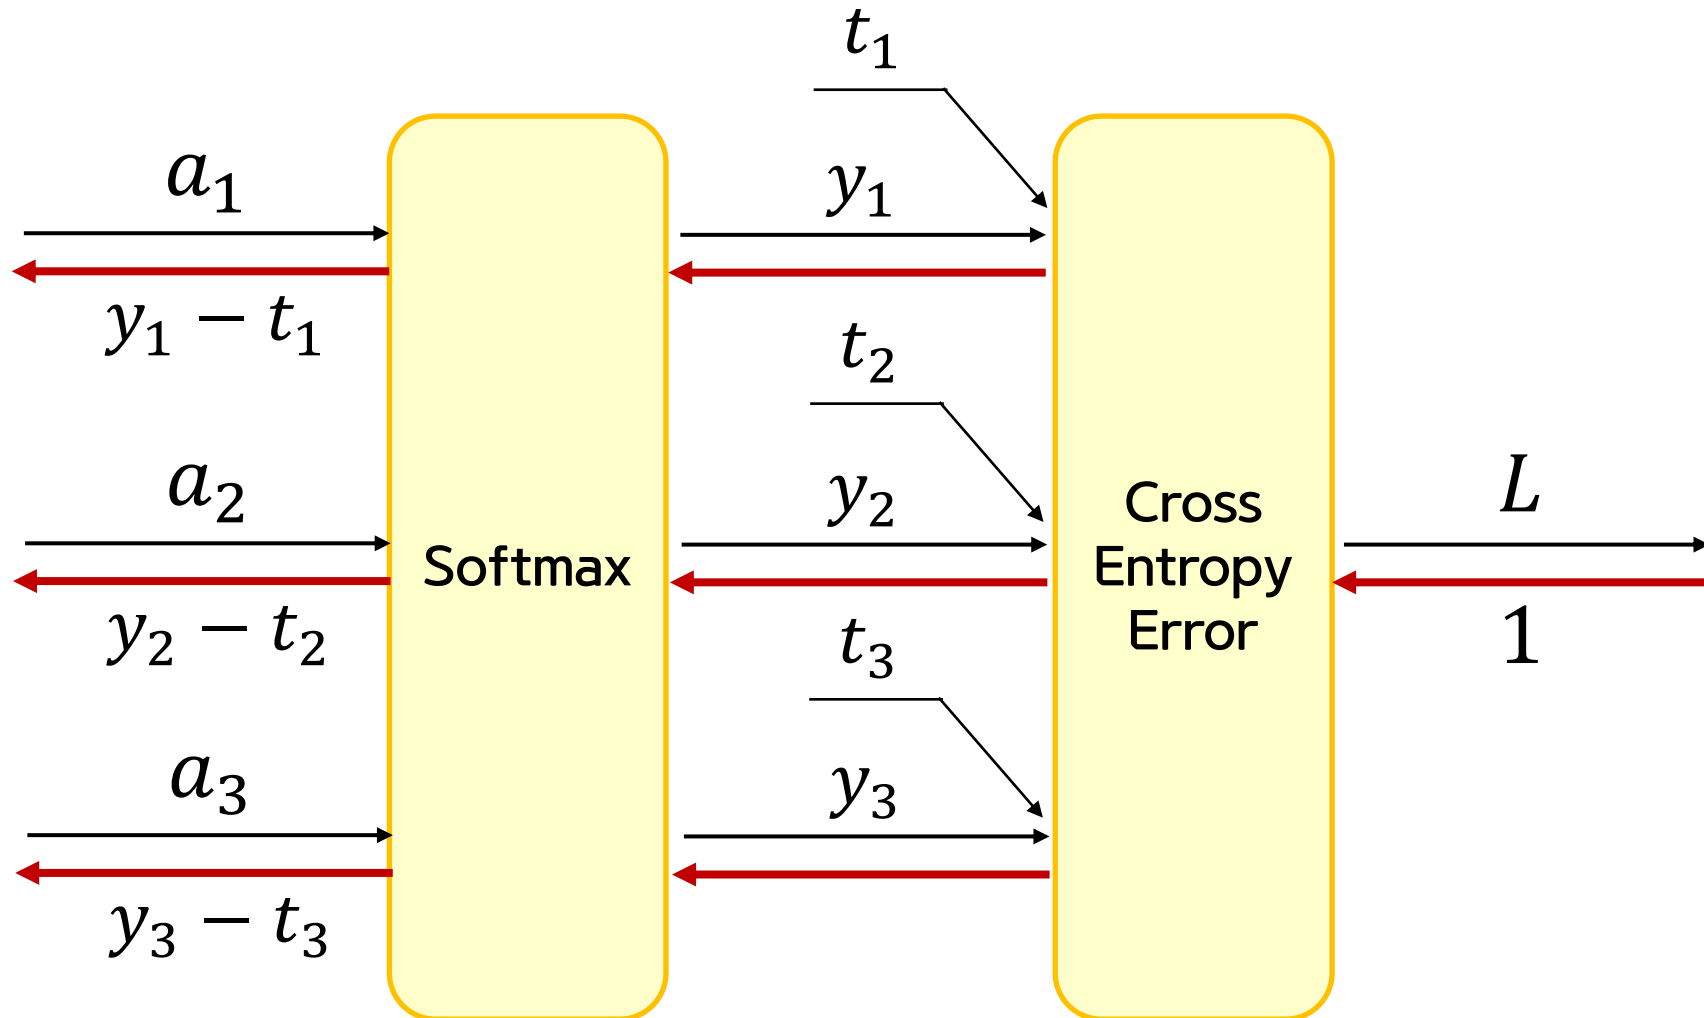 t₁
a₁
y₁
y₁ − t₁
t₂
a₂
y₂
L
Softmax
Cross
Entropy
Error
y₂ − t₂
1
t₃
a₃
y₃
y₃ − t₃